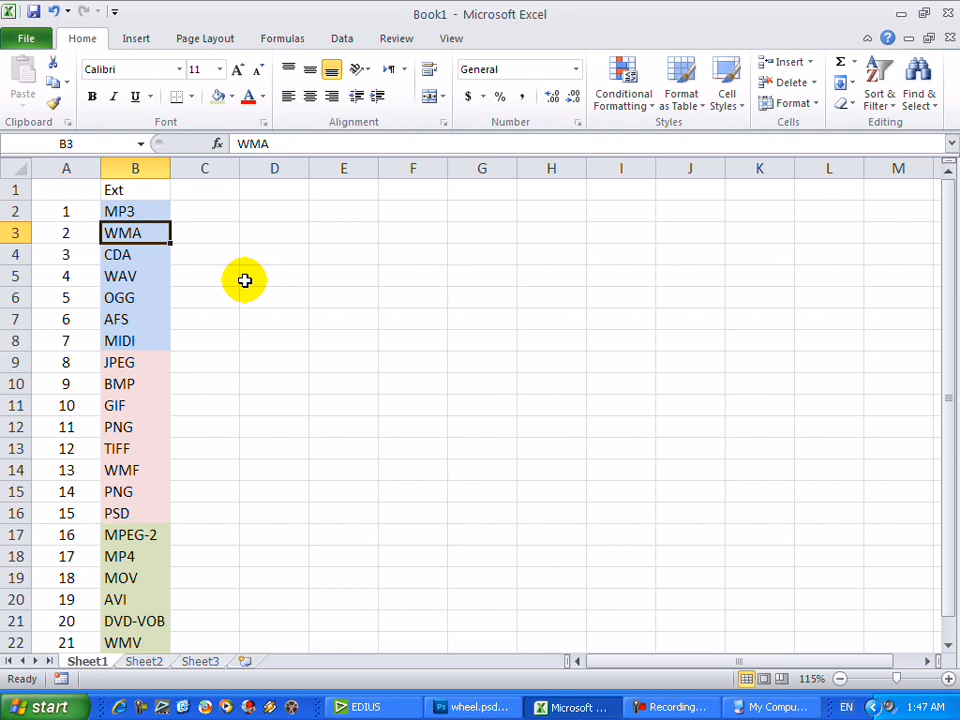 Book1 - Microsoft Excel
File Home Insert Page Layout Formulas Data Review View
Paste
Clipboard
Calibri 11
B I U
Font
Alignment
General
$ % ,
Number
Conditional Formatting
Format as Table
Cell Styles
Styles
Insert
Delete
Format
Cells
Sort & Filter
Find & Select
Editing
B3 fx WMA
A B C D E F G H I J K L M
1 Ext
2 1 MP3
3 2 WMA
4 3 CDA
5 4 WAV
6 5 OGG
7 6 AFS
8 7 MIDI
9 8 JPEG
10 9 BMP
11 10 GIF
12 11 PNG
13 12 TIFF
14 13 WMF
15 14 PNG
16 15 PSD
17 16 MPEG-2
18 17 MP4
19 18 MOV
20 19 AVI
21 20 DVD-VOB
22 21 WMV
Sheet1 Sheet2 Sheet3
Ready 115%
start EDIUS wheel.psd... Microsoft ... Recording... My Compu... EN 1:47 AM